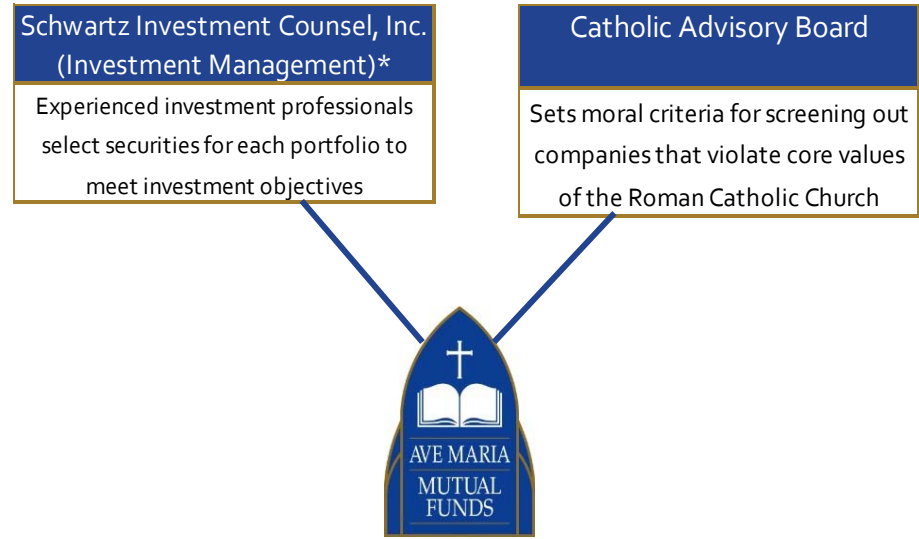 Schwartz Investment Counsel, Inc.
(Investment Management)*
Experienced investment professionals
select securities for each portfolio to
meet investment objectives
Catholic Advisory Board
Sets moral criteria for screening out
companies that violate core values
of the Roman Catholic Church
AVE MARIA
MUTUAL
FUNDS